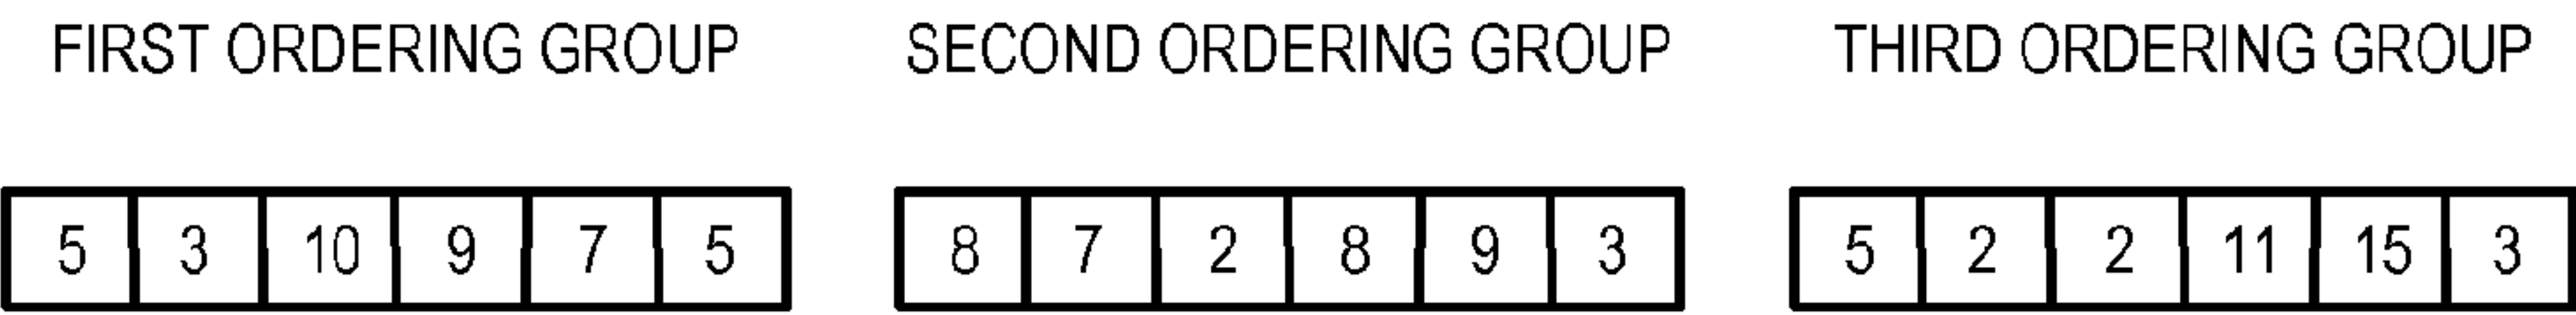 FIRST ORDERING GROUP SECOND ORDERING GROUP THIRD ORDERING GROUP
5 3 10 9 7 5 8 7 2 8 9 3 5 2 2 11 15 3